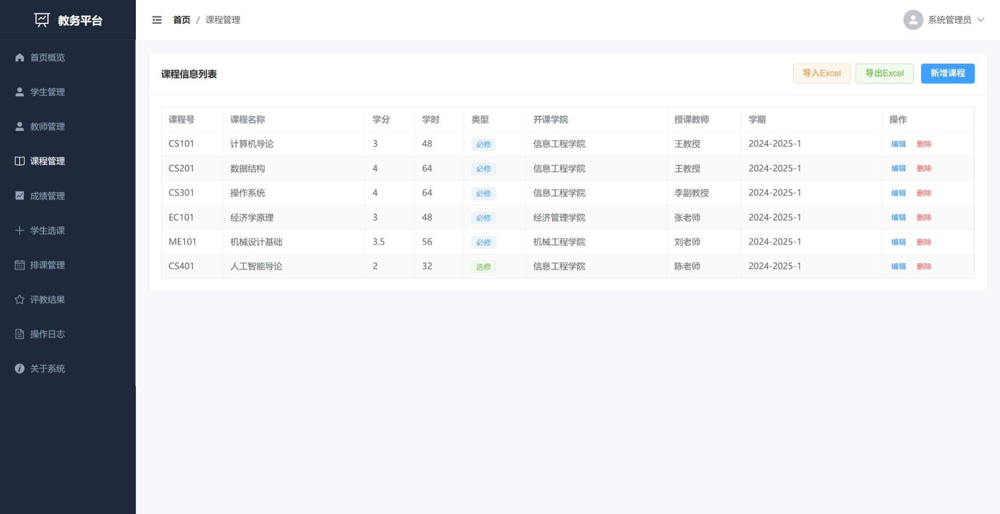 教务平台
首页 / 课程管理
系统管理员
首页概览
学生管理
教师管理
课程管理
成绩管理
学生选课
排课管理
评教结果
操作日志
关于系统
课程信息列表
导入Excel 导出Excel 新增课程
课程号 课程名称 学分 学时 类型 开课学院 授课教师 学期 操作
CS101 计算机导论 3 48 必修 信息工程学院 王教授 2024-2025-1 编辑 删除
CS201 数据结构 4 64 必修 信息工程学院 王教授 2024-2025-1 编辑 删除
CS301 操作系统 4 64 必修 信息工程学院 李副教授 2024-2025-1 编辑 删除
EC101 经济学原理 3 48 必修 经济管理学院 张老师 2024-2025-1 编辑 删除
ME101 机械设计基础 3.5 56 必修 机械工程学院 刘老师 2024-2025-1 编辑 删除
CS401 人工智能导论 2 32 选修 信息工程学院 陈老师 2024-2025-1 编辑 删除